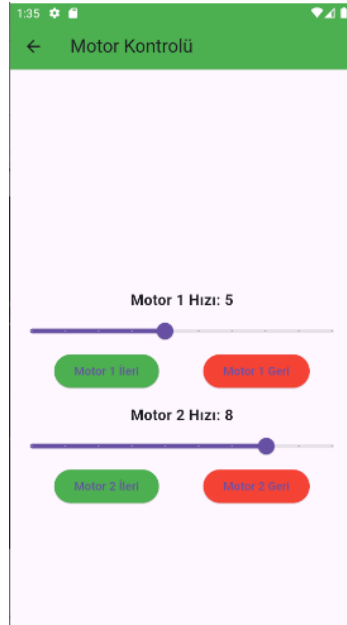 1:35
Motor Kontrolü
Motor 1 Hızı: 5
Motor 1 İleri Motor 1 Geri
Motor 2 Hızı: 8
Motor 2 İleri Motor 2 Geri